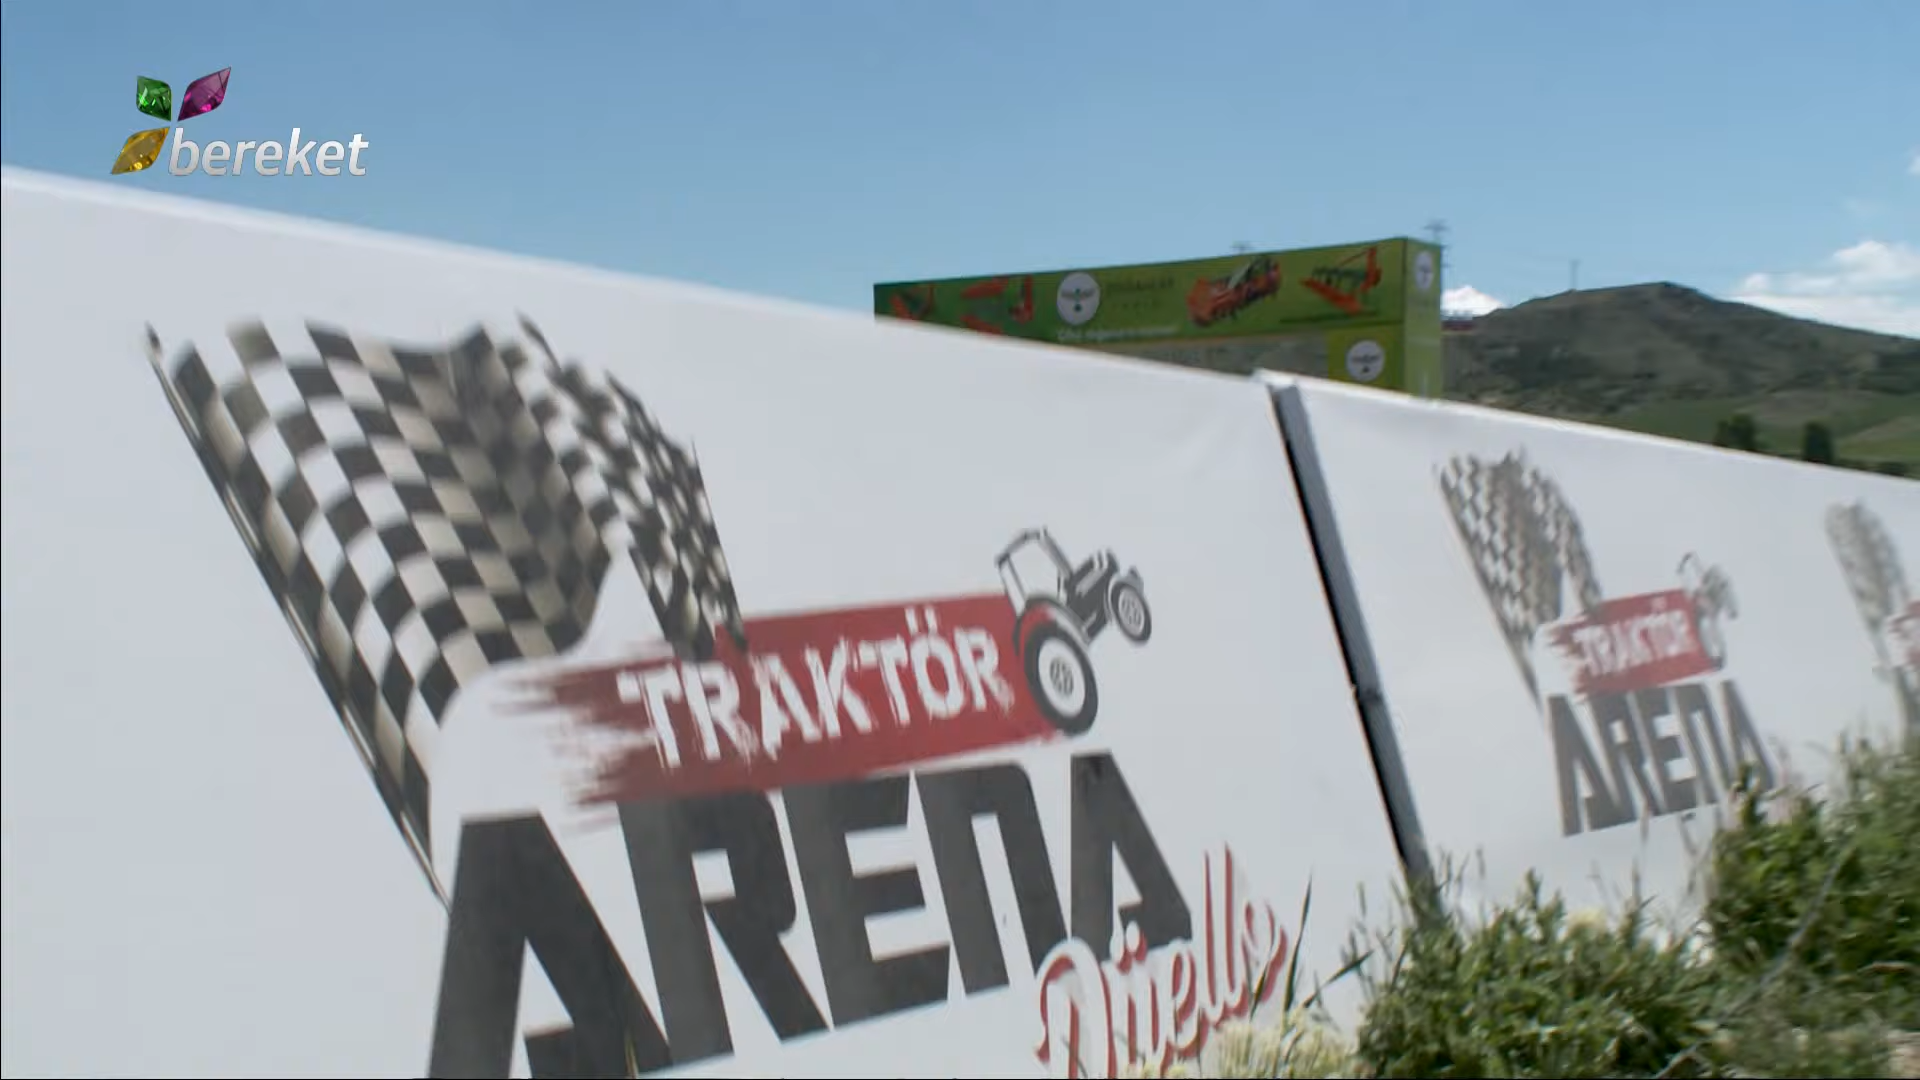 bereket
TRAKTÖR
ARENA
Düello
TRAKTÖR
ARENA